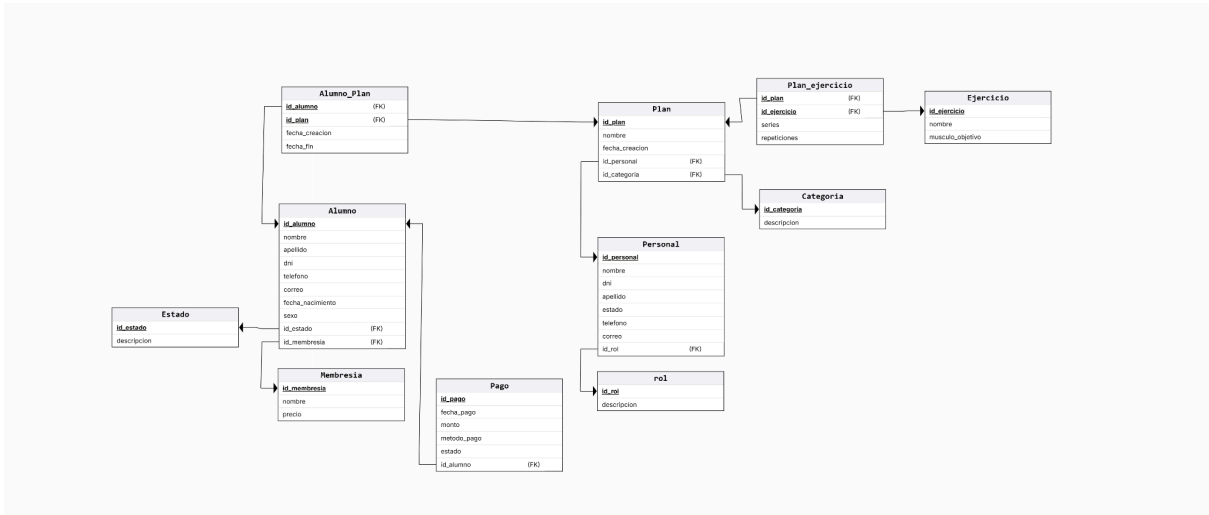 Alumno_Plan
id_alumno (FK)
id_plan (FK)
fecha_creacion
fecha_fin
Plan
id_plan
nombre
fecha_creacion
id_personal (FK)
id_categoria (FK)
Plan_ejercicio
id_plan (FK)
id_ejercicio (FK)
series
repeticiones
Ejercicio
id_ejercicio
nombre
musculo_objetivo
Categoria
id_categoria
descripcion
Alumno
id_alumno
nombre
apellido
dni
telefono
correo
fecha_nacimiento
sexo
id_estado (FK)
id_membresia (FK)
Personal
id_personal
nombre
dni
apellido
estado
telefono
correo
id_rol (FK)
Estado
id_estado
descripcion
Membresia
id_membresia
nombre
precio
Pago
id_pago
fecha_pago
monto
metodo_pago
estado
id_alumno (FK)
rol
id_rol
descripcion